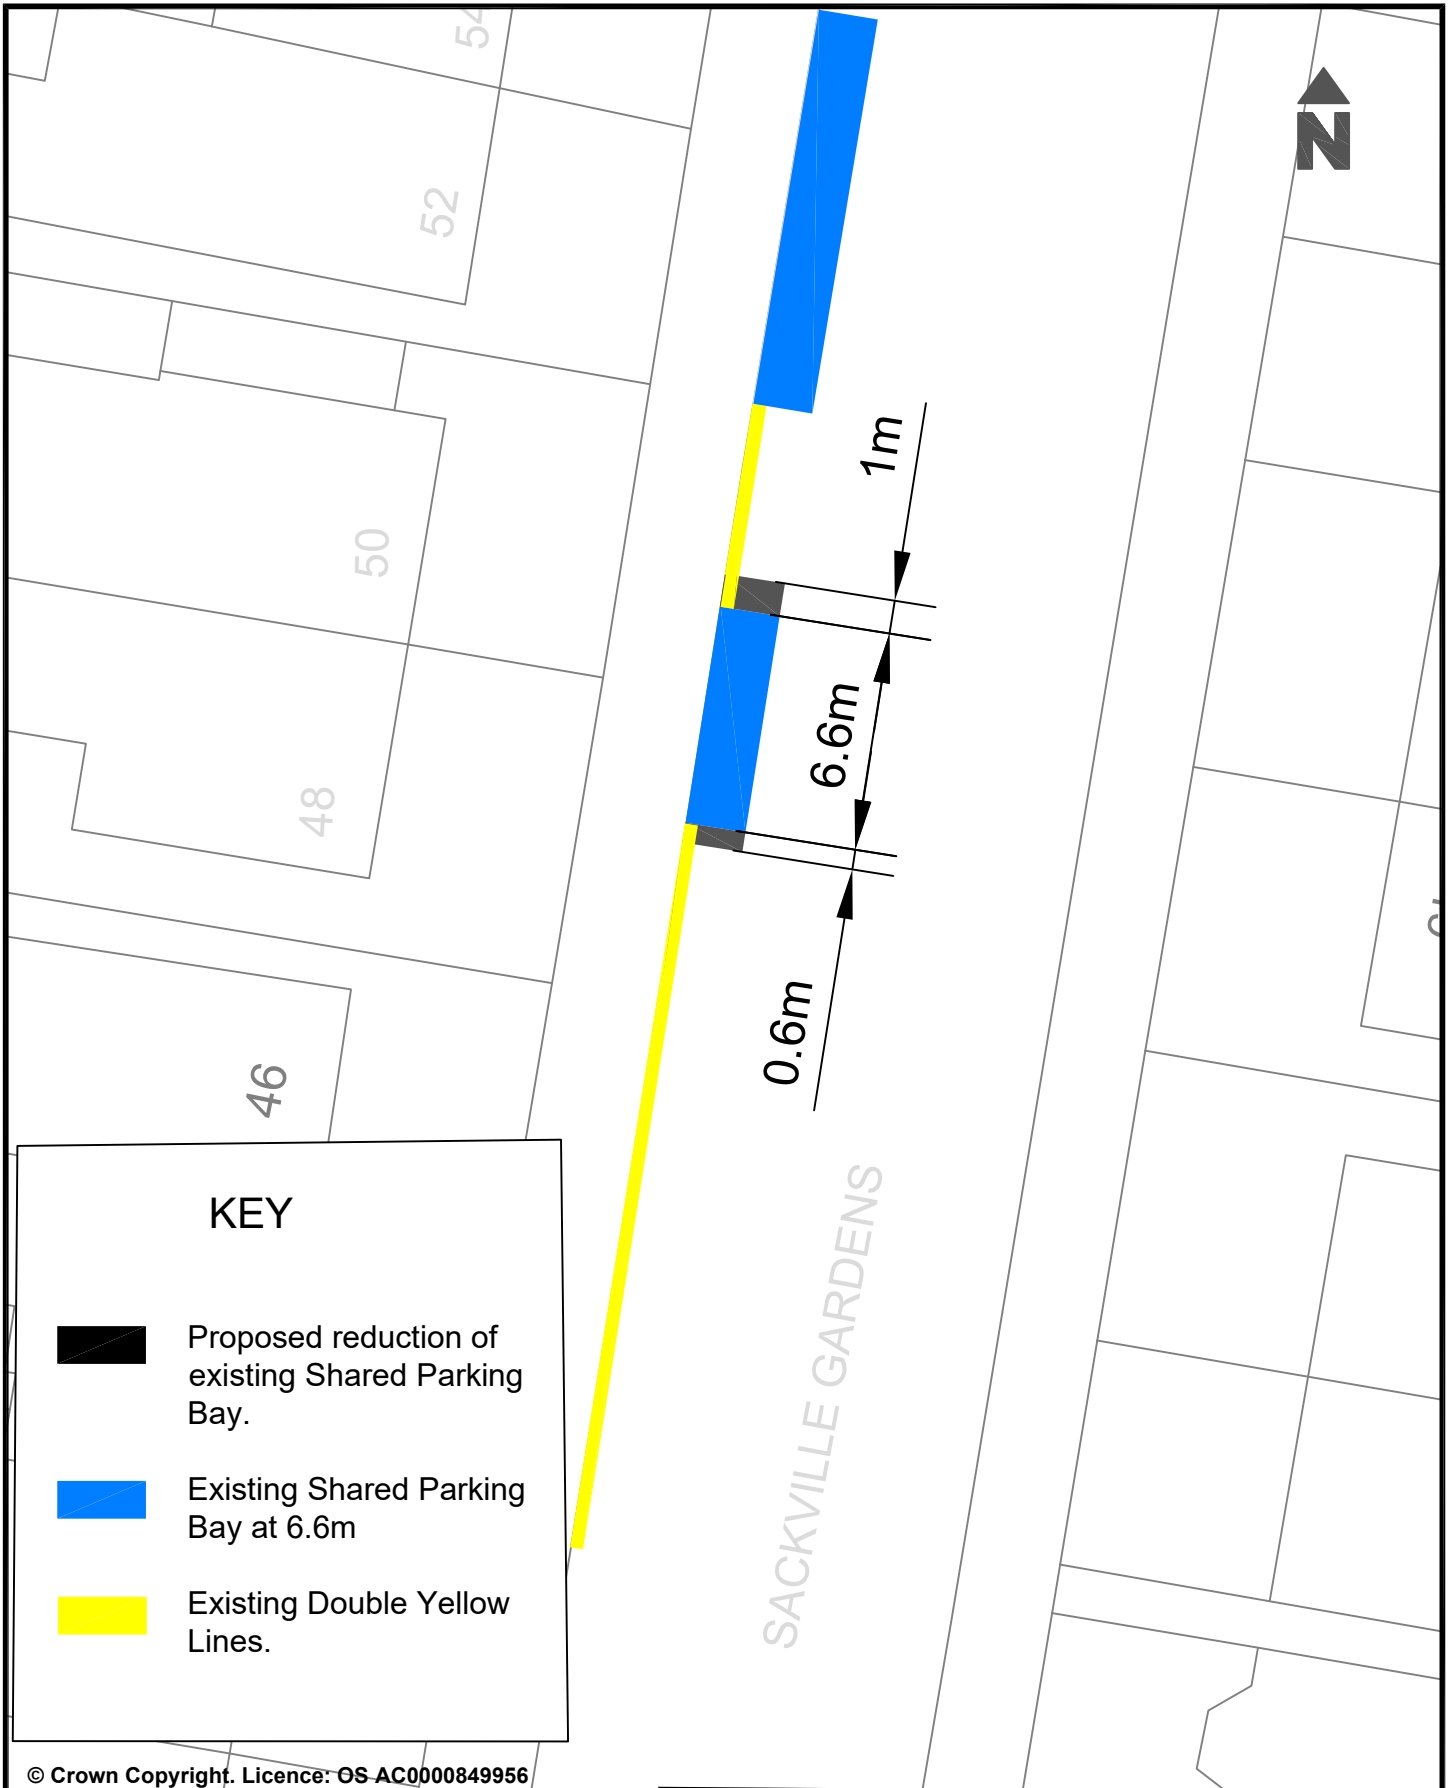 54
N
52
1m
50
6.6m
48
0.6m
46
SACKVILLE GARDENS
KEY
Proposed reduction of
existing Shared Parking
Bay.
Existing Shared Parking
Bay at 6.6m
Existing Double Yellow
Lines.
© Crown Copyright. Licence: OS AC0000849956